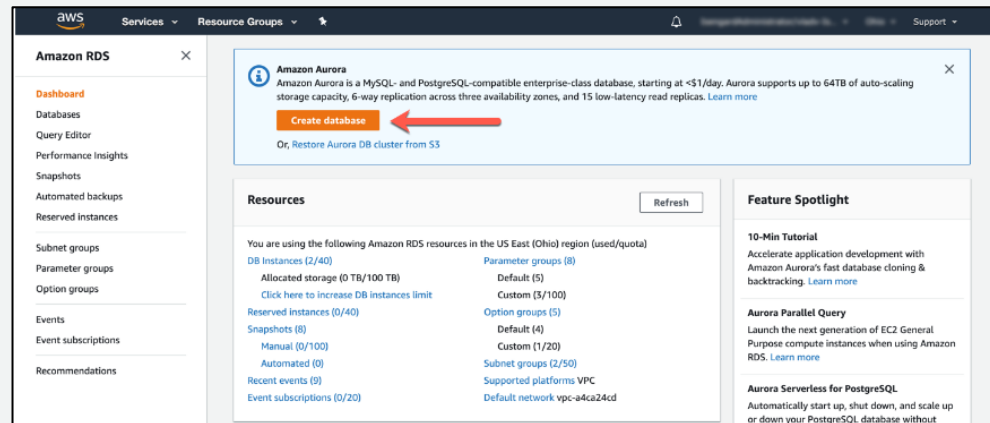 aws
Services
Resource Groups
Support
Amazon RDS
Dashboard
Databases
Query Editor
Performance Insights
Snapshots
Automated backups
Reserved instances
Subnet groups
Parameter groups
Option groups
Events
Event subscriptions
Recommendations
Amazon Aurora
Amazon Aurora is a MySQL- and PostgreSQL-compatible enterprise-class database, starting at <$1/day. Aurora supports up to 64TB of auto-scaling
storage capacity, 6-way replication across three availability zones, and 15 low-latency read replicas. Learn more
Create database
Or, Restore Aurora DB cluster from S3
Resources
Refresh
You are using the following Amazon RDS resources in the US East (Ohio) region (used/quota)
DB Instances (2/40)
Allocated storage (0 TB/100 TB)
Click here to increase DB instances limit
Reserved instances (0/40)
Snapshots (8)
Manual (0/100)
Automated (0)
Recent events (9)
Event subscriptions (0/20)
Parameter groups (8)
Default (5)
Custom (3/100)
Option groups (5)
Default (4)
Custom (1/20)
Subnet groups (2/50)
Supported platforms VPC
Default network vpc-a4ca24cd
Feature Spotlight
10-Min Tutorial
Accelerate application development with
Amazon Aurora's fast database cloning &
backtracking. Learn more
Aurora Parallel Query
Launch the next generation of EC2 General
Purpose compute instances when using Amazon
RDS. Learn more
Aurora Serverless for PostgreSQL
Automatically start up, shut down, and scale up
or down your PostgreSQL database without